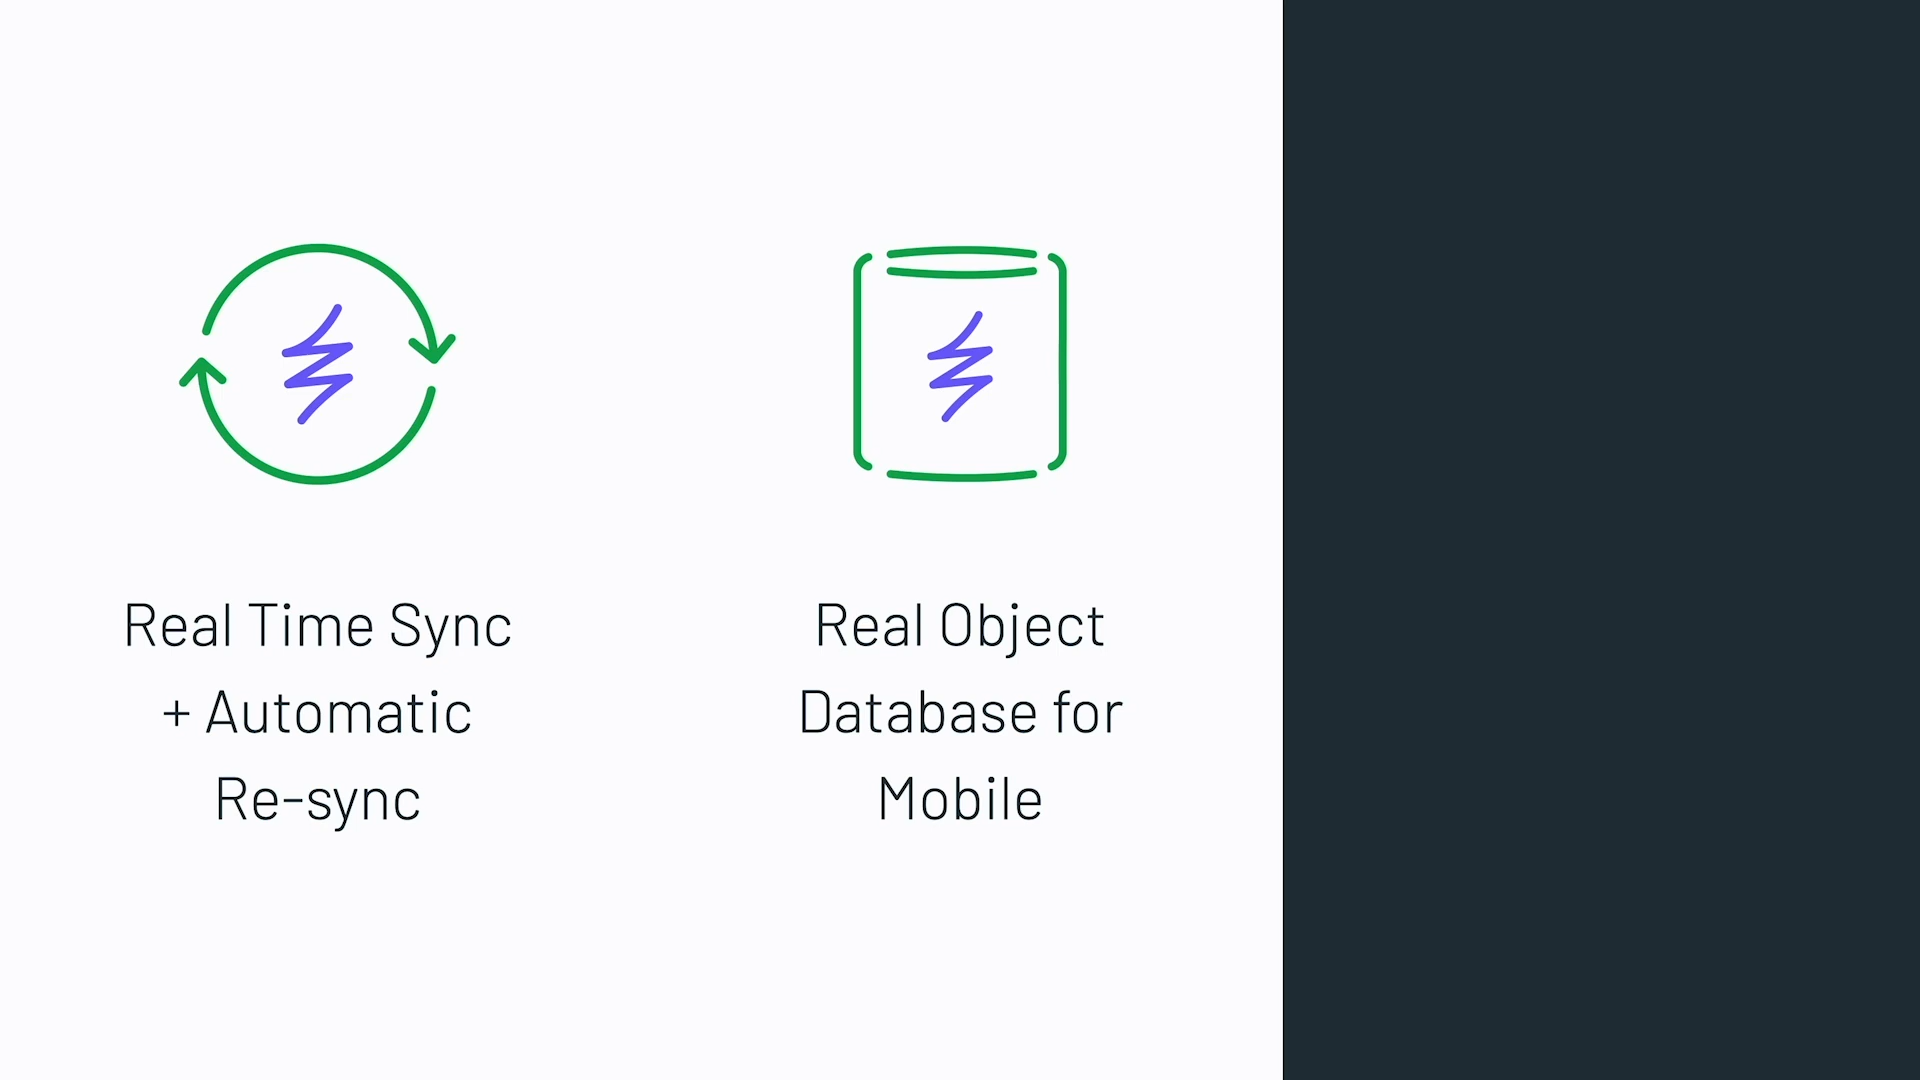 Real Time Sync
+ Automatic
Re-sync
Real Object
Database for
Mobile